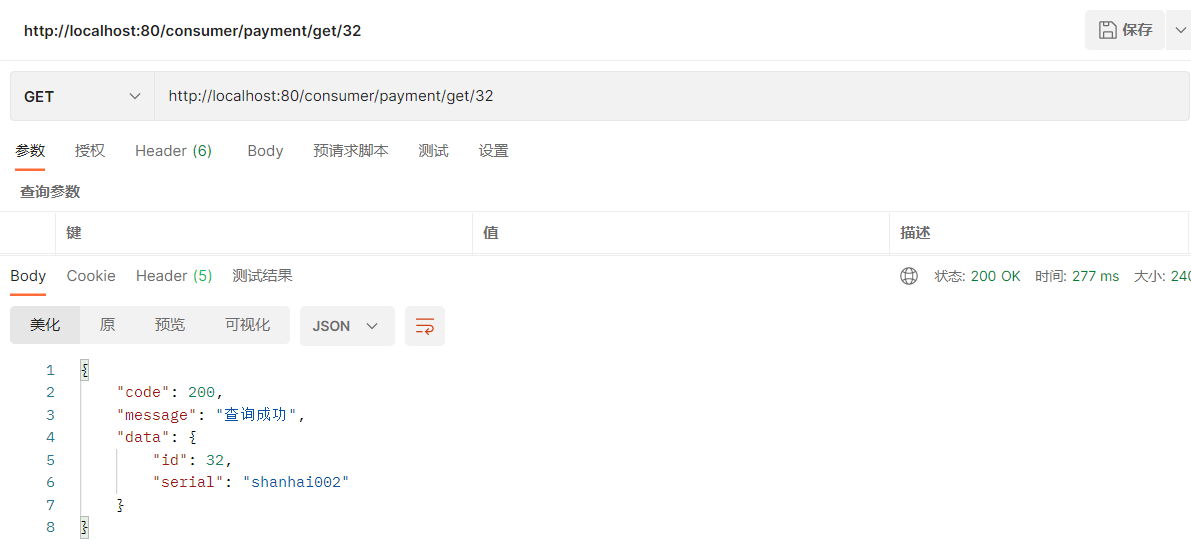 http://localhost:80/consumer/payment/get/32
保存
GET
http://localhost:80/consumer/payment/get/32
参数 授权 Header (6) Body 预请求脚本 测试 设置
查询参数
键 值 描述
Body Cookie Header (5) 测试结果 状态: 200 OK 时间: 277 ms 大小: 240
美化 原 预览 可视化 JSON
1 {
2 "code": 200,
3 "message": "查询成功",
4 "data": {
5 "id": 32,
6 "serial": "shanhai002"
7 }
8 }